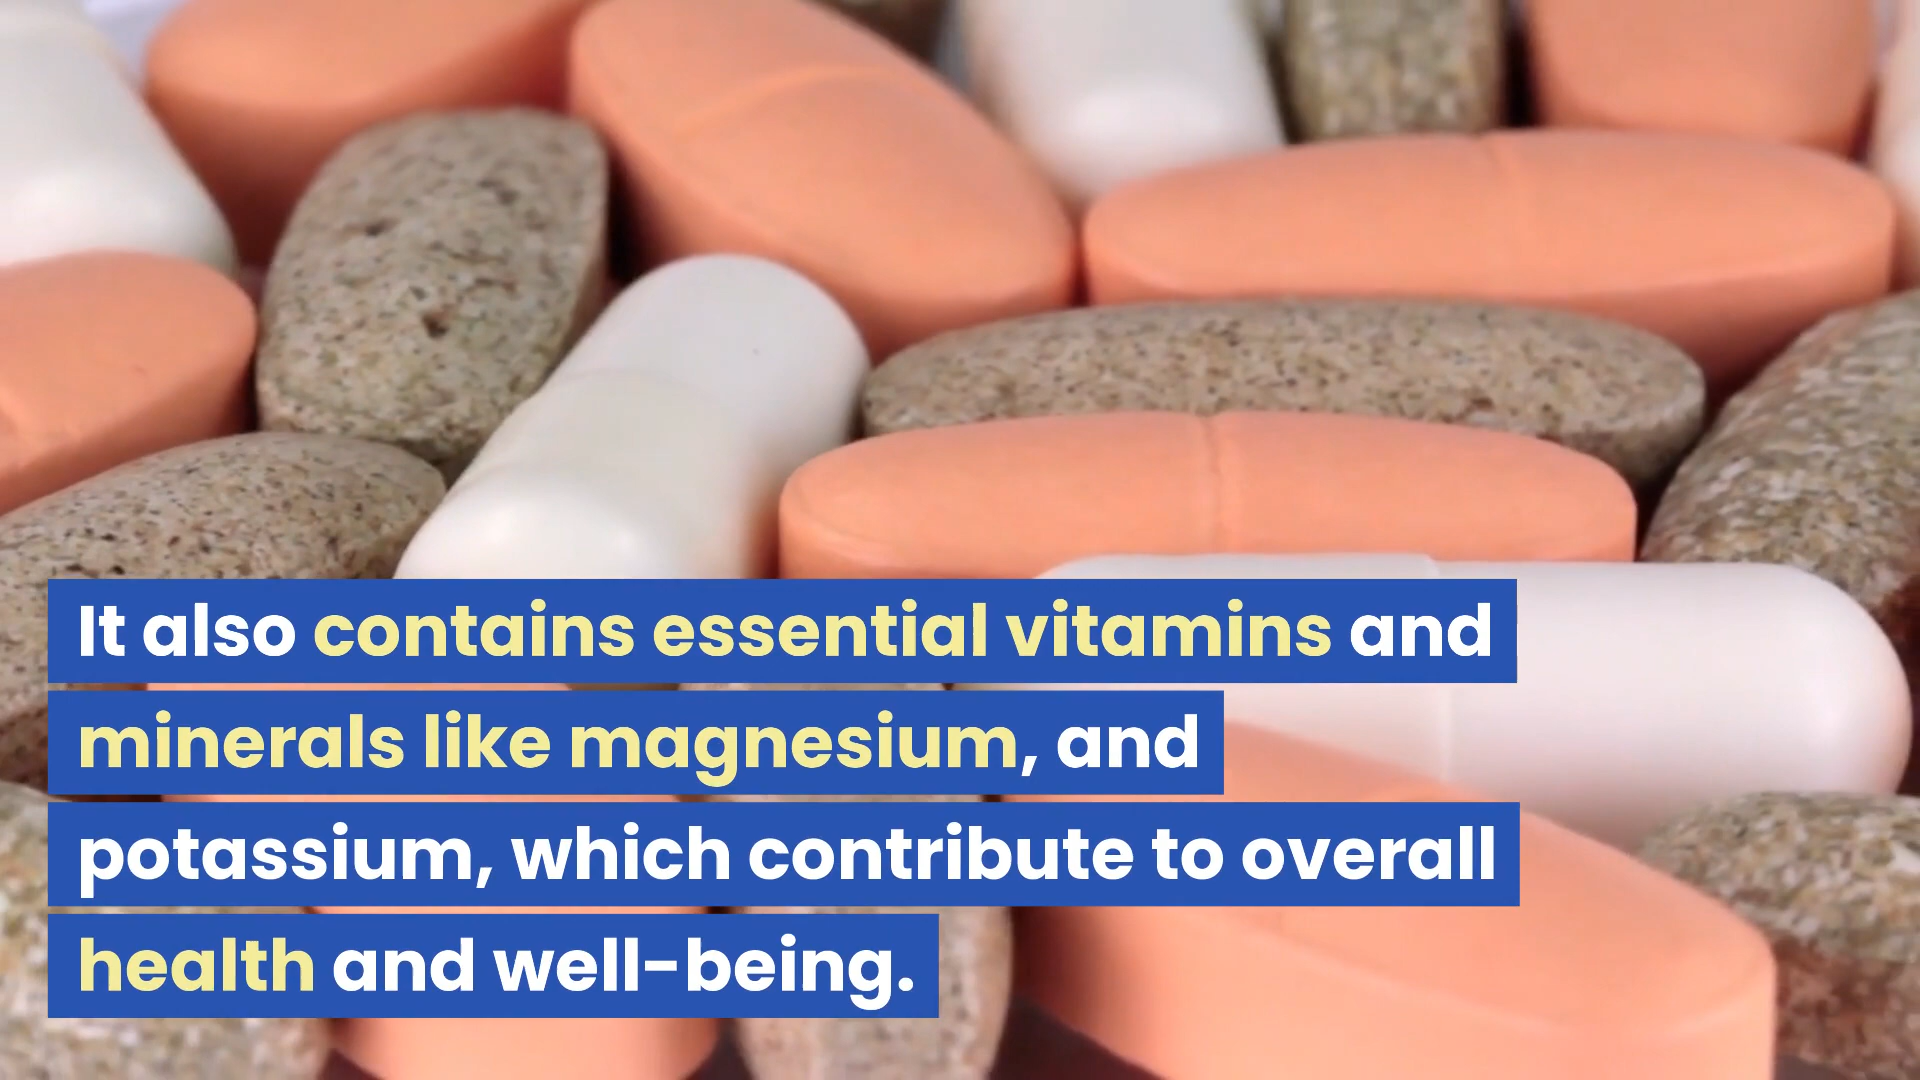 It also contains essential vitamins and
minerals like magnesium, and
potassium, which contribute to overall
health and well-being.